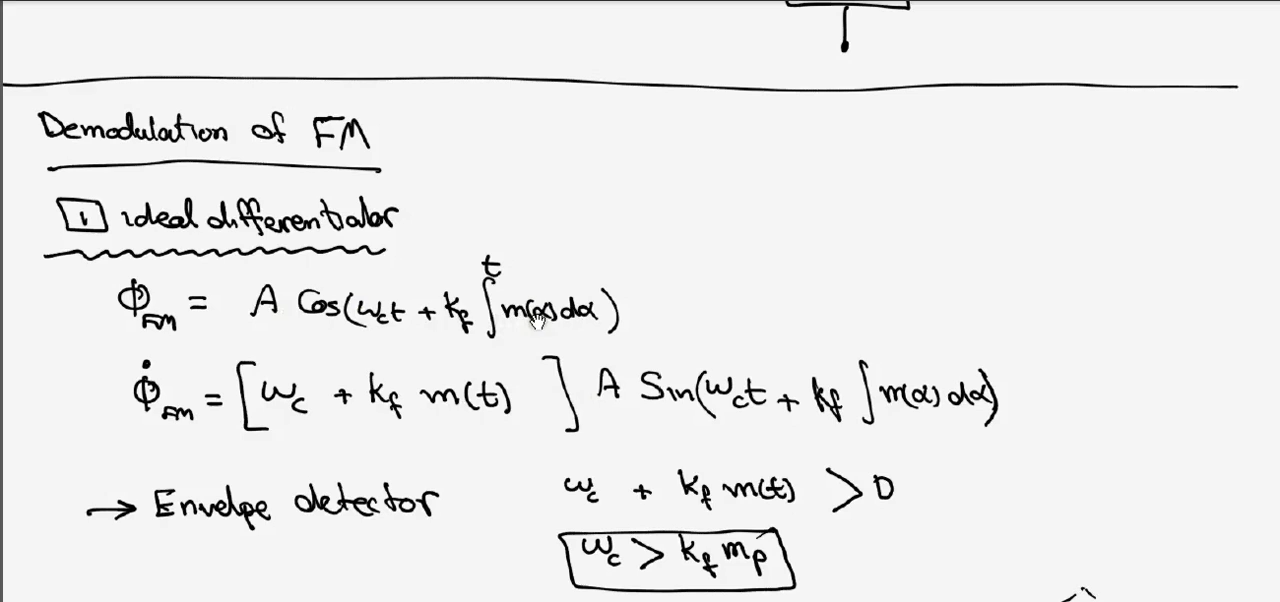 Demodulation of FM
1 ideal differentiator
Φ_FM = A Cos(ω_c t + k_f ∫^t m(α) dα)
Φ̇_FM = [ω_c + k_f m(t)] A Sin(ω_c t + k_f ∫ m(α) dα)
→ Envelpe detector ω_c + k_f m(t) > 0
ω_c > k_f m_p